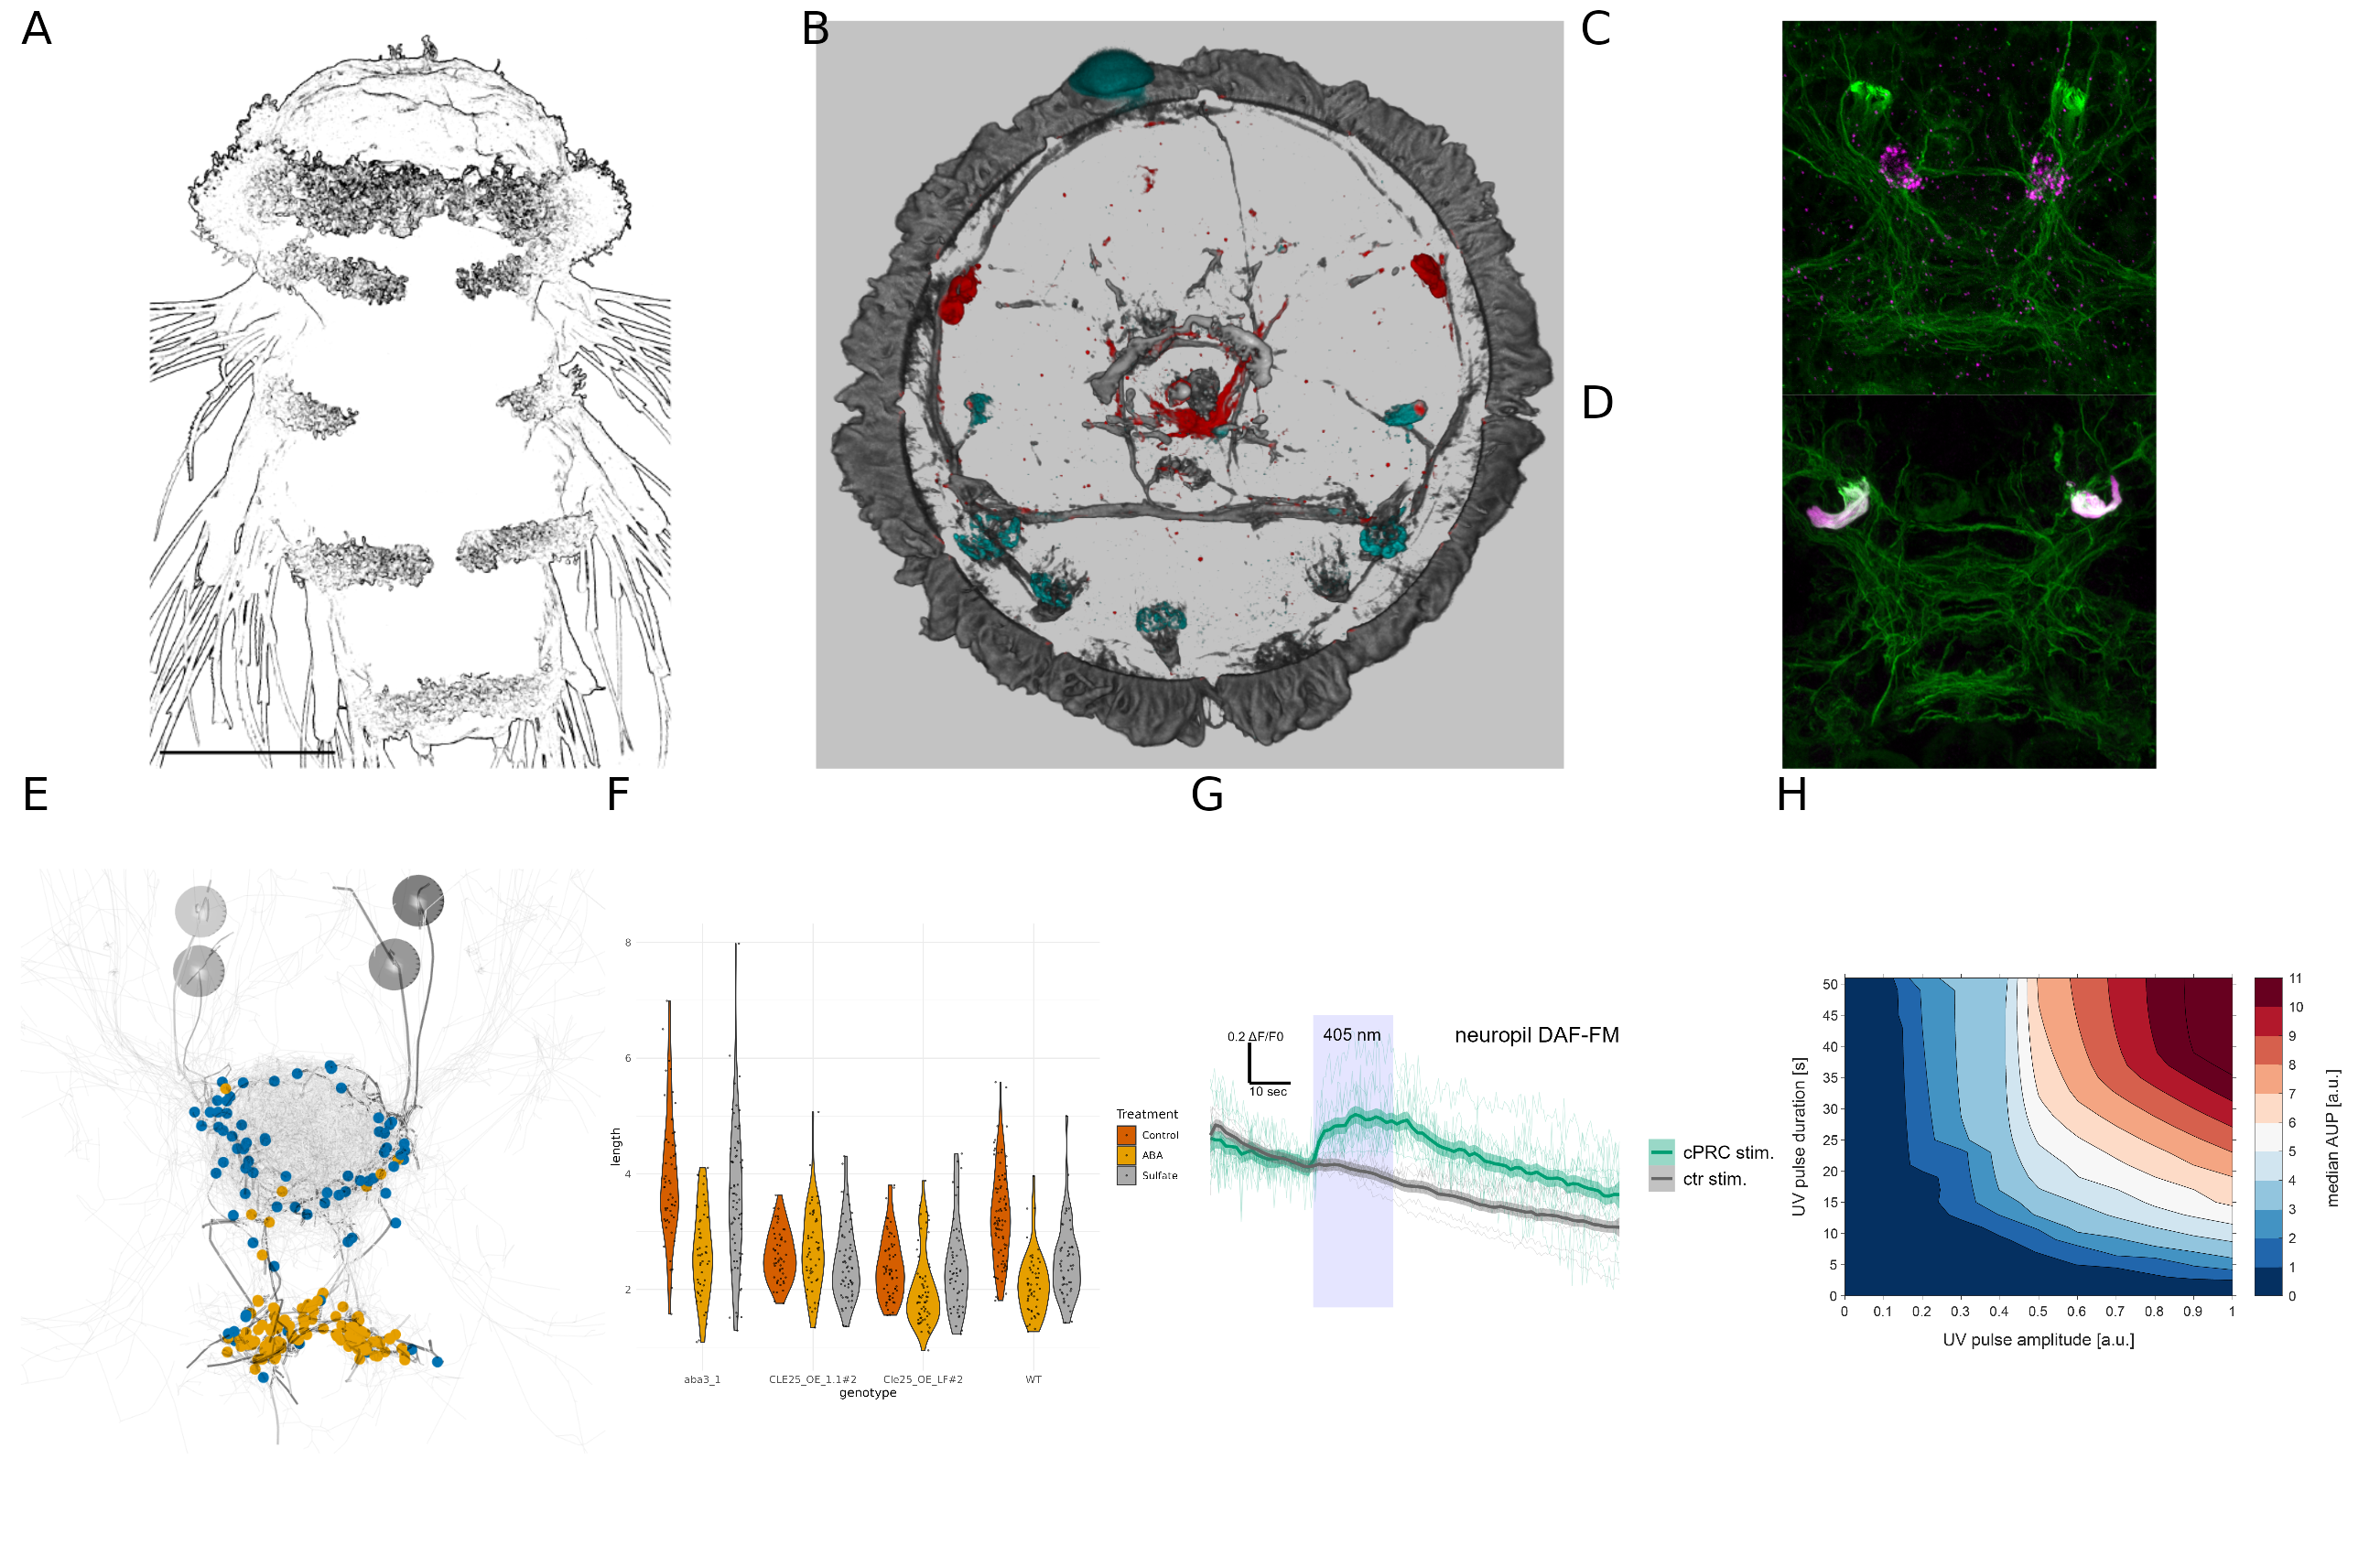 A
B
C
D
E
F
G
H
8
6
4
2
length
aba3_1
CLE25_OE_1.1#2
Cle25_OE_LF#2
WT
genotype
Treatment
Control
ABA
Sulfate
0.2 ΔF/F0
10 sec
405 nm
neuropil DAF-FM
cPRC stim.
ctr stim.
UV pulse duration [s]
50
45
40
35
30
25
20
15
10
5
0
0 0.1 0.2 0.3 0.4 0.5 0.6 0.7 0.8 0.9 1
UV pulse amplitude [a.u.]
11
10
9
8
7
6
5
4
3
2
1
0
median AUP [a.u.]